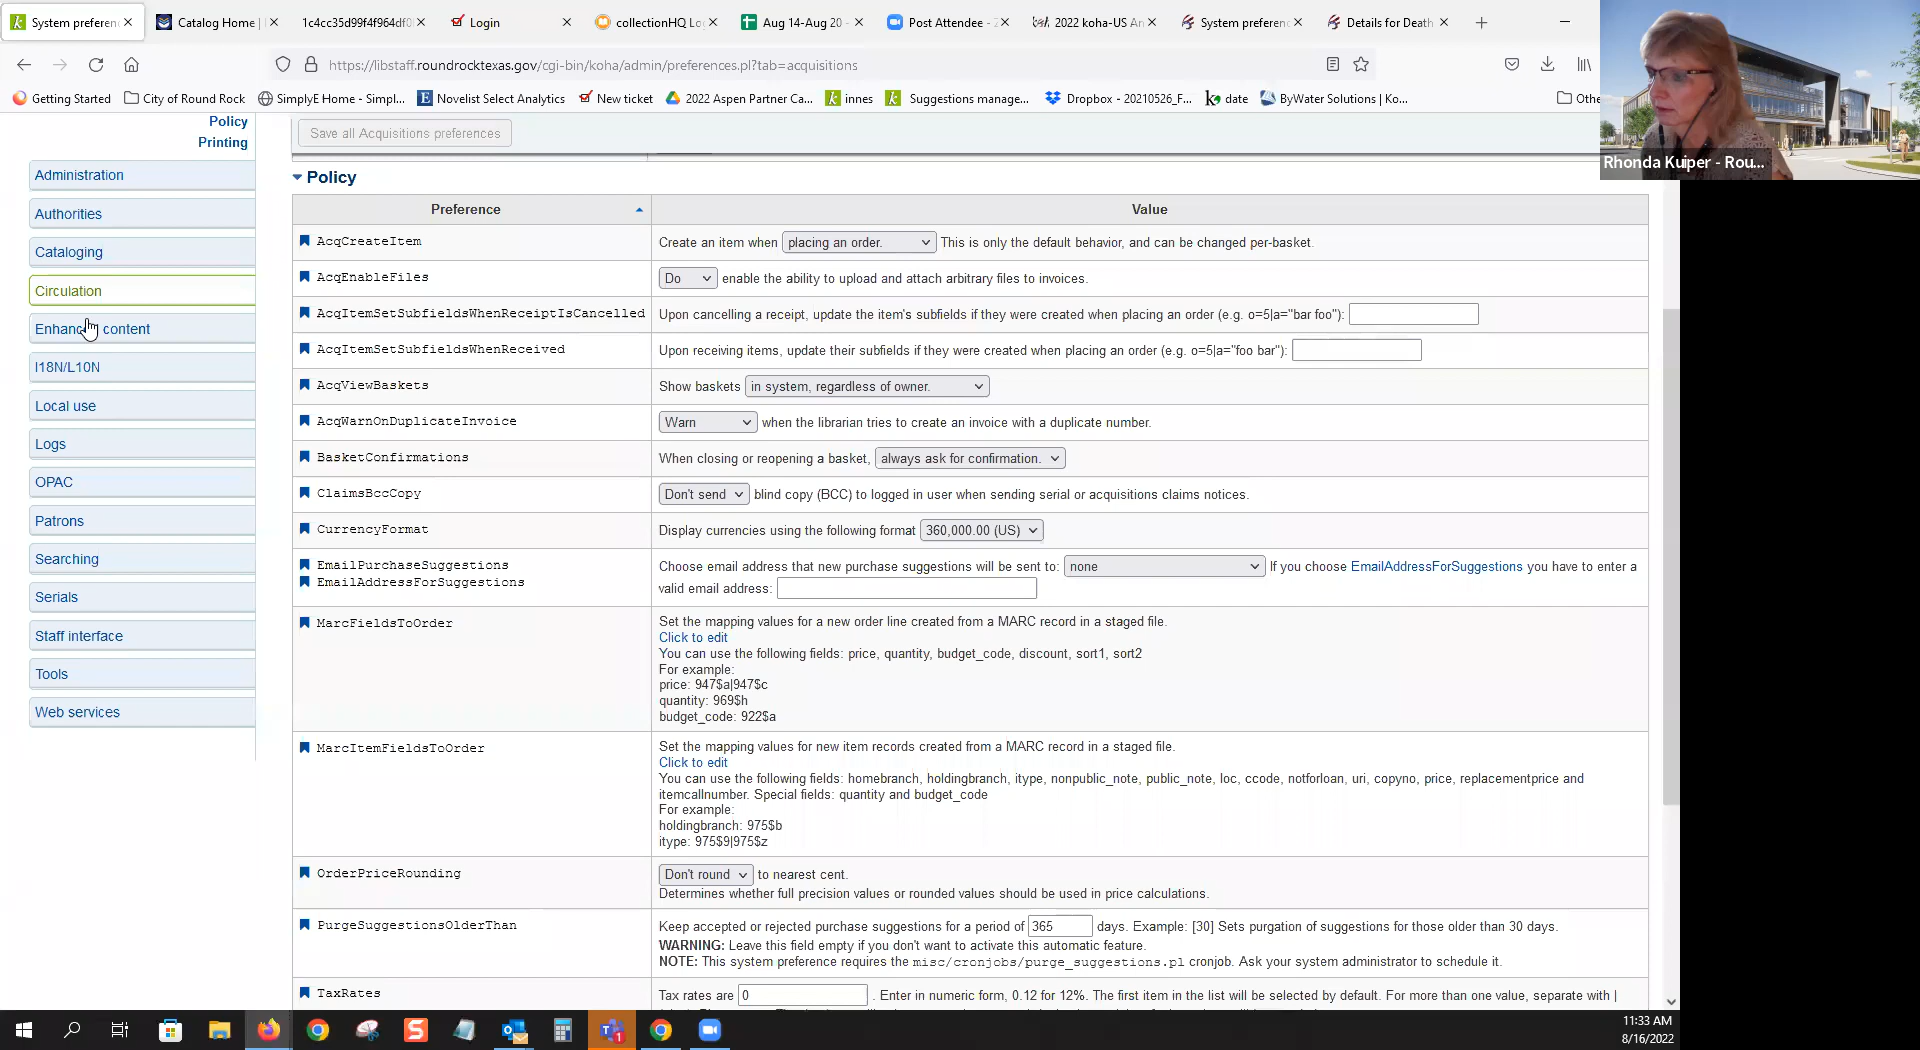 System preferen
Catalog Home |
1c4cc35d99f4f964df0
Login
collectionHQ Lo
Aug 14-Aug 20 -
Post Attendee - Z
2022 koha-US An
System preferen
Details for Death
https://libstaff.roundrocktexas.gov/cgi-bin/koha/admin/preferences.pl?tab=acquisitions
Getting Started
City of Round Rock
SimplyE Home - Simpl...
Novelist Select Analytics
New ticket
2022 Aspen Partner Ca...
innes
Suggestions manage...
Dropbox - 20210526_F...
date
ByWater Solutions | Ko...
Othe
Rhonda Kuiper - Rou...
Policy
Printing
Administration
Authorities
Cataloging
Circulation
Enhanced content
I18N/L10N
Local use
Logs
OPAC
Patrons
Searching
Serials
Staff interface
Tools
Web services
Save all Acquisitions preferences
Policy
Preference Value
AcqCreateItem Create an item when placing an order. This is only the default behavior, and can be changed per-basket.
AcqEnableFiles Do enable the ability to upload and attach arbitrary files to invoices.
AcqItemSetSubfieldsWhenReceiptIsCancelled Upon cancelling a receipt, update the item's subfields if they were created when placing an order (e.g. o=5|a="bar foo"):
AcqItemSetSubfieldsWhenReceived Upon receiving items, update their subfields if they were created when placing an order (e.g. o=5|a="foo bar"):
AcqViewBaskets Show baskets in system, regardless of owner.
AcqWarnOnDuplicateInvoice Warn when the librarian tries to create an invoice with a duplicate number.
BasketConfirmations When closing or reopening a basket, always ask for confirmation.
ClaimsBccCopy Don't send blind copy (BCC) to logged in user when sending serial or acquisitions claims notices.
CurrencyFormat Display currencies using the following format 360,000.00 (US)
EmailPurchaseSuggestions Choose email address that new purchase suggestions will be sent to: none If you choose EmailAddressForSuggestions you have to enter a
EmailAddressForSuggestions valid email address:
MarcFieldsToOrder Set the mapping values for a new order line created from a MARC record in a staged file.
Click to edit
You can use the following fields: price, quantity, budget_code, discount, sort1, sort2
For example:
price: 947$a|947$c
quantity: 969$h
budget_code: 922$a
MarcItemFieldsToOrder Set the mapping values for new item records created from a MARC record in a staged file.
Click to edit
You can use the following fields: homebranch, holdingbranch, itype, nonpublic_note, public_note, loc, ccode, notforloan, uri, copyno, price, replacementprice and
itemcallnumber. Special fields: quantity and budget_code
For example:
holdingbranch: 975$b
itype: 975$9|975$z
OrderPriceRounding Don't round to nearest cent.
Determines whether full precision values or rounded values should be used in price calculations.
PurgeSuggestionsOlderThan Keep accepted or rejected purchase suggestions for a period of 365 days. Example: [30] Sets purgation of suggestions for those older than 30 days.
WARNING: Leave this field empty if you don't want to activate this automatic feature.
NOTE: This system preference requires the misc/cronjobs/purge_suggestions.pl cronjob. Ask your system administrator to schedule it.
TaxRates Tax rates are 0 . Enter in numeric form, 0.12 for 12%. The first item in the list will be selected by default. For more than one value, separate with |
11:33 AM
8/16/2022